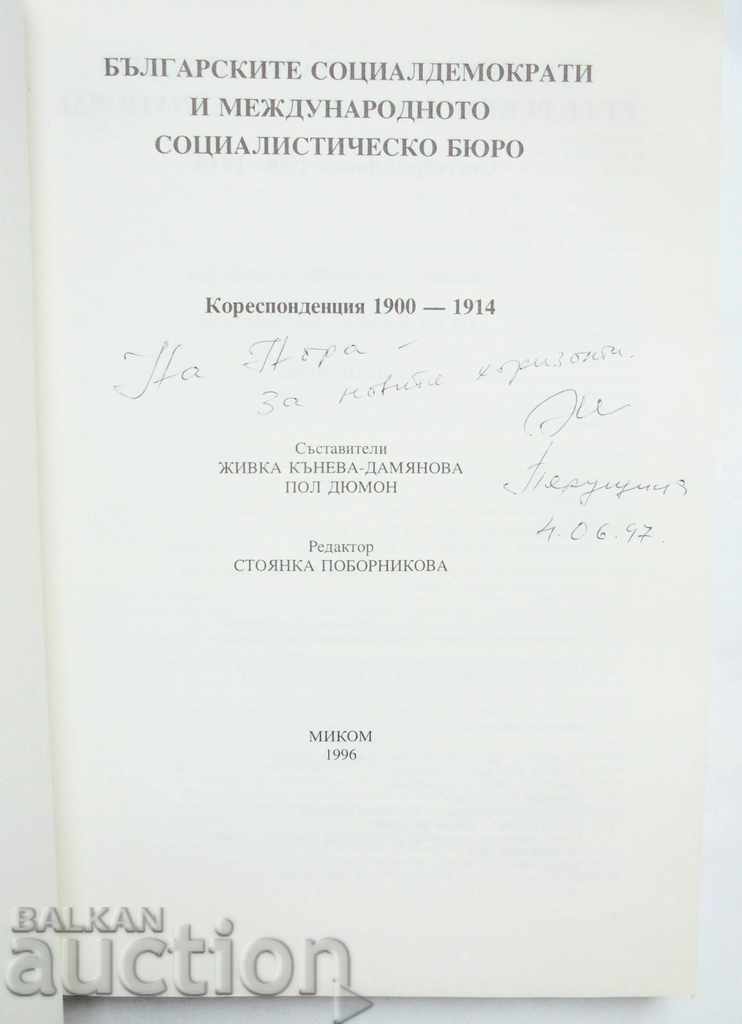 БЪЛГАРСКИТЕ СОЦИАЛДЕМОКРАТИ
И МЕЖДУНАРОДНОТО
СОЦИАЛИСТИЧЕСКО БЮРО
Кореспонденция 1900 — 1914
На
За новите хоризонти.
Съставители
ЖИВКА КЪНЕВА-ДАМЯНОВА
ПОЛ ДЮМОН
Перущица
4.06.97.
Редактор
СТОЯНКА ПОБОРНИКОВА
МИКОМ
1996
BALKAN
auction